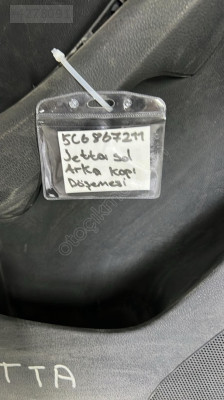 5C6867211
Jetta sol
Arka kapı
Döşemesi
TTA